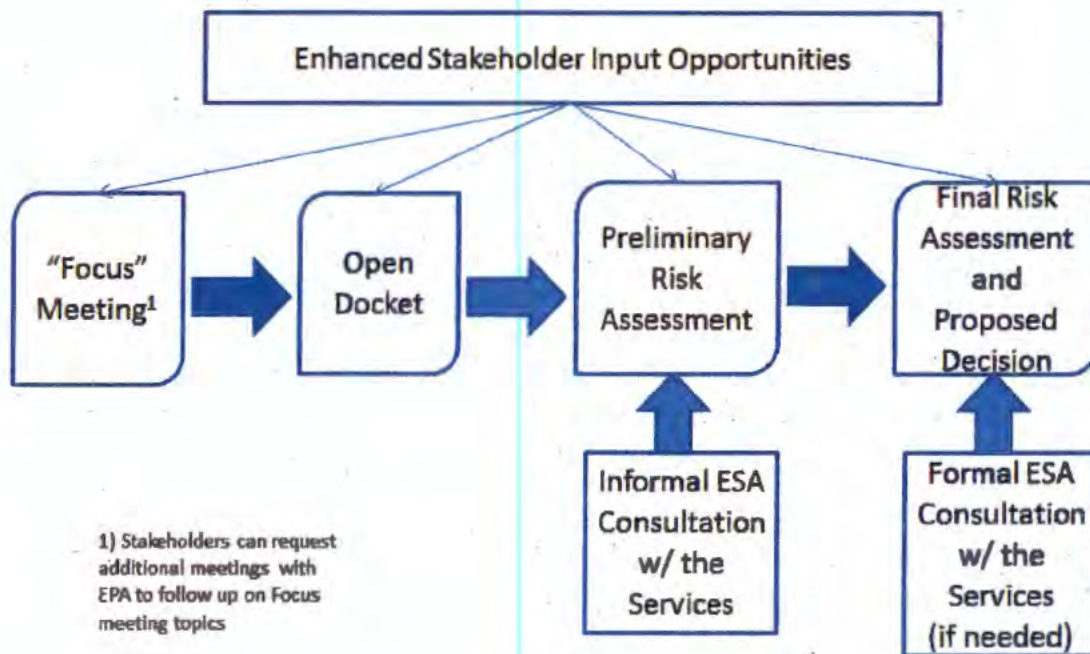 Enhanced Stakeholder Input Opportunities
"Focus"
Meeting¹
Open
Docket
Preliminary
Risk
Assessment
Final Risk
Assessment
and
Proposed
Decision
Informal ESA
Consultation
w/ the
Services
Formal ESA
Consultation
w/ the
Services
(if needed)
1) Stakeholders can request
additional meetings with
EPA to follow up on Focus
meeting topics